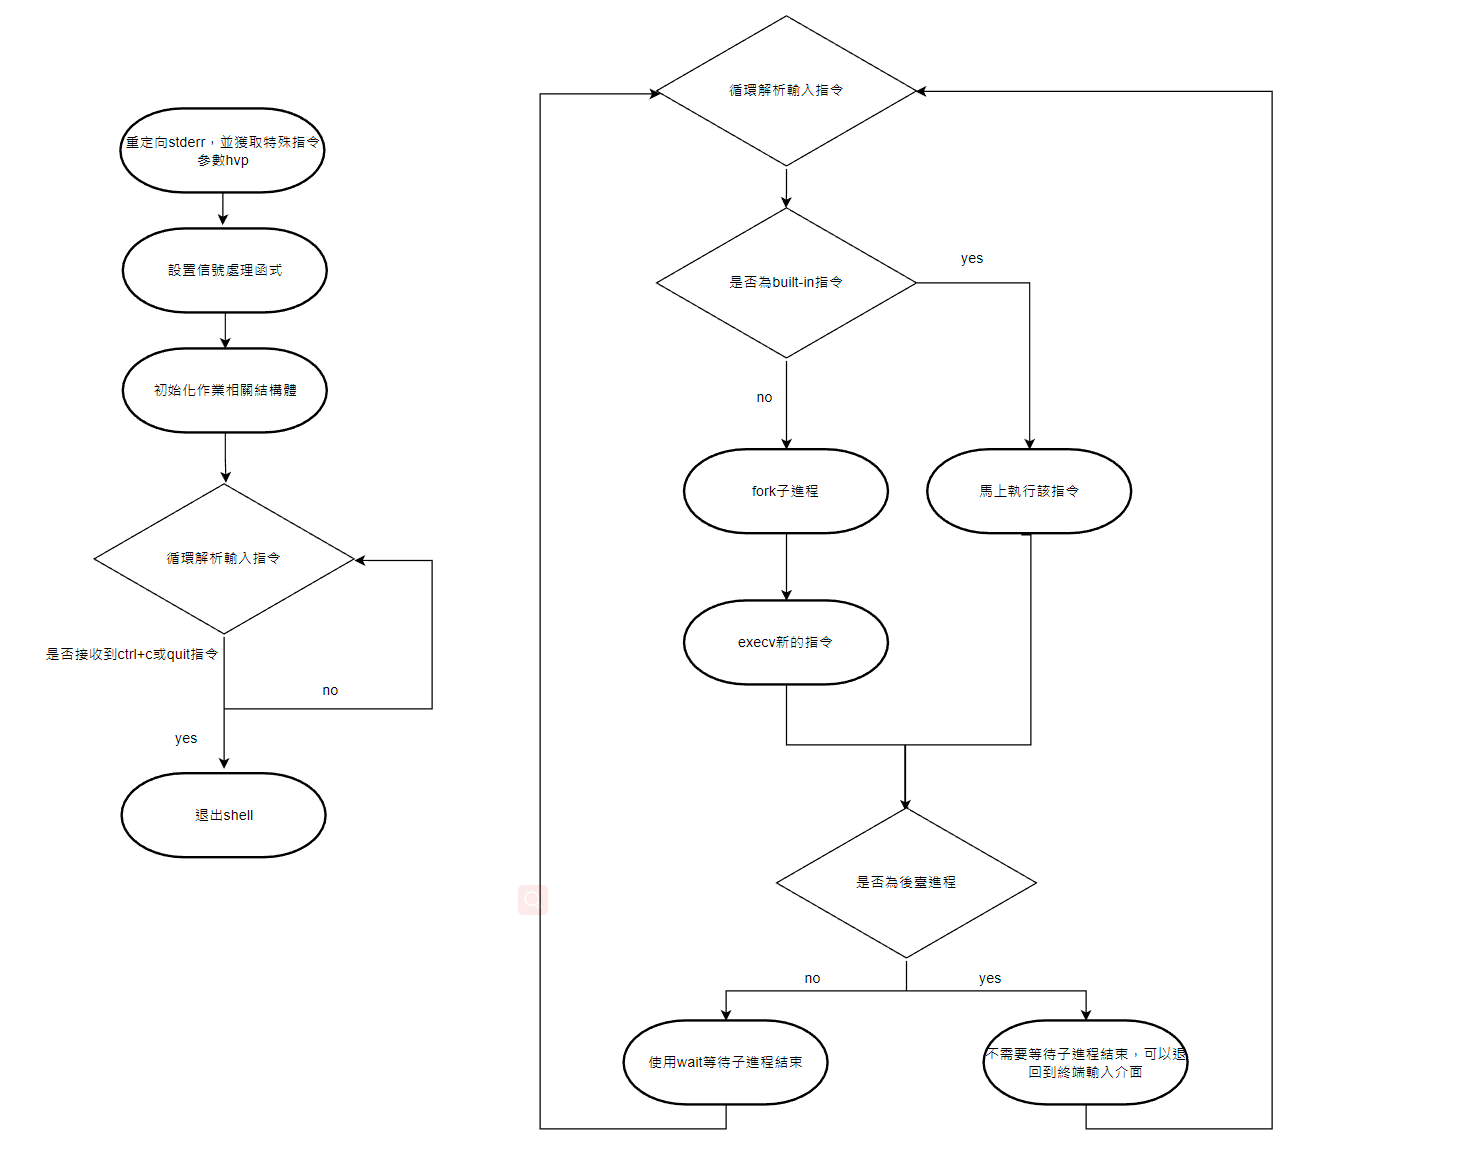 重定向stderr，並獲取特殊指令
參數hvp
設置信號處理函式
初始化作業相關結構體
循環解析輸入指令
是否接收到ctrl+c或quit指令
no
yes
退出shell
循環解析輸入指令
是否為built-in指令
yes
no
fork子進程
馬上執行該指令
execv新的指令
是否為後臺進程
no
yes
使用wait等待子進程結束
不需要等待子進程結束，可以退
回到終端輸入介面